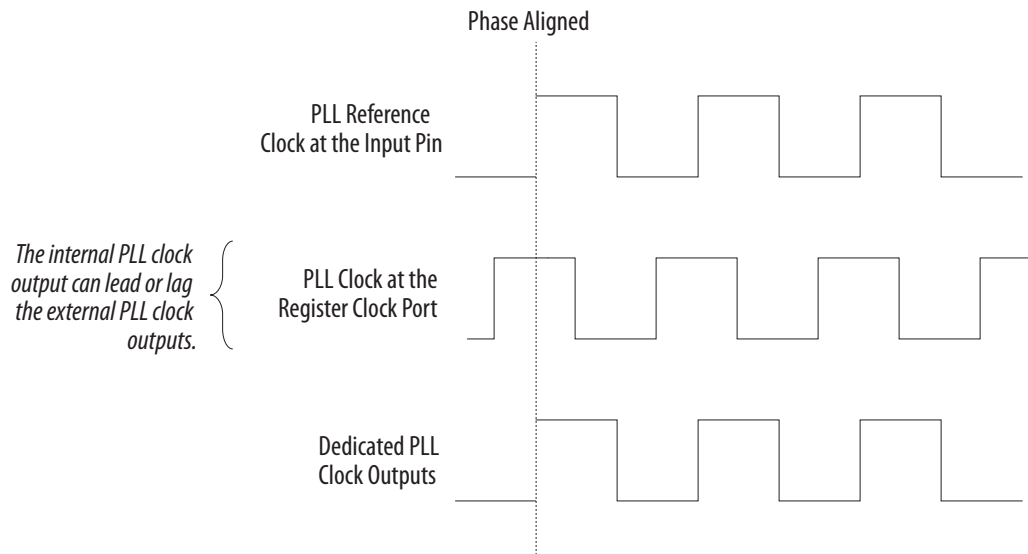 Phase Aligned
PLL Reference
Clock at the Input Pin
The internal PLL clock
output can lead or lag
the external PLL clock
outputs.
PLL Clock at the
Register Clock Port
Dedicated PLL
Clock Outputs